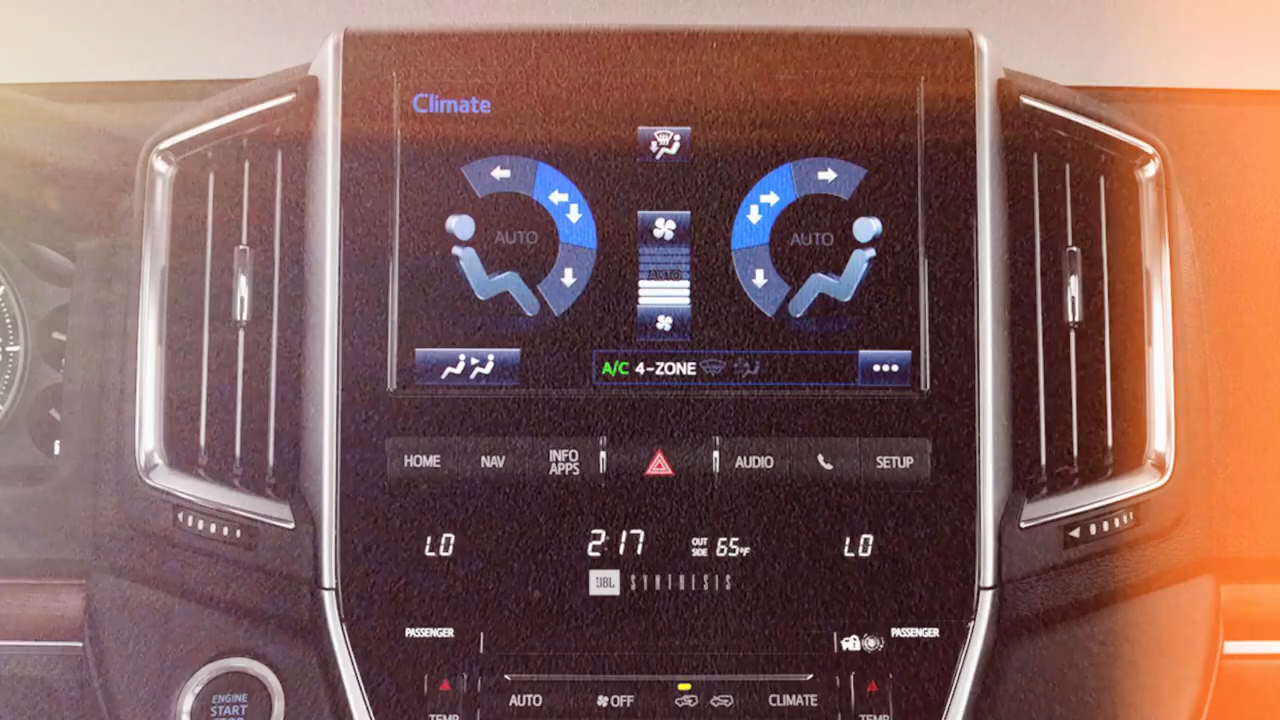 Climate
AUTO
AUTO
AUTO
A/C 4-ZONE
HOME
NAV
INFO
APPS
AUDIO
SETUP
LO
2:17
OUT
SIDE
65°F
LO
JBL SYNTHESIS
PASSENGER
PASSENGER
AUTO
OFF
CLIMATE
ENGINE
START
STOP
TEMP
TEMP